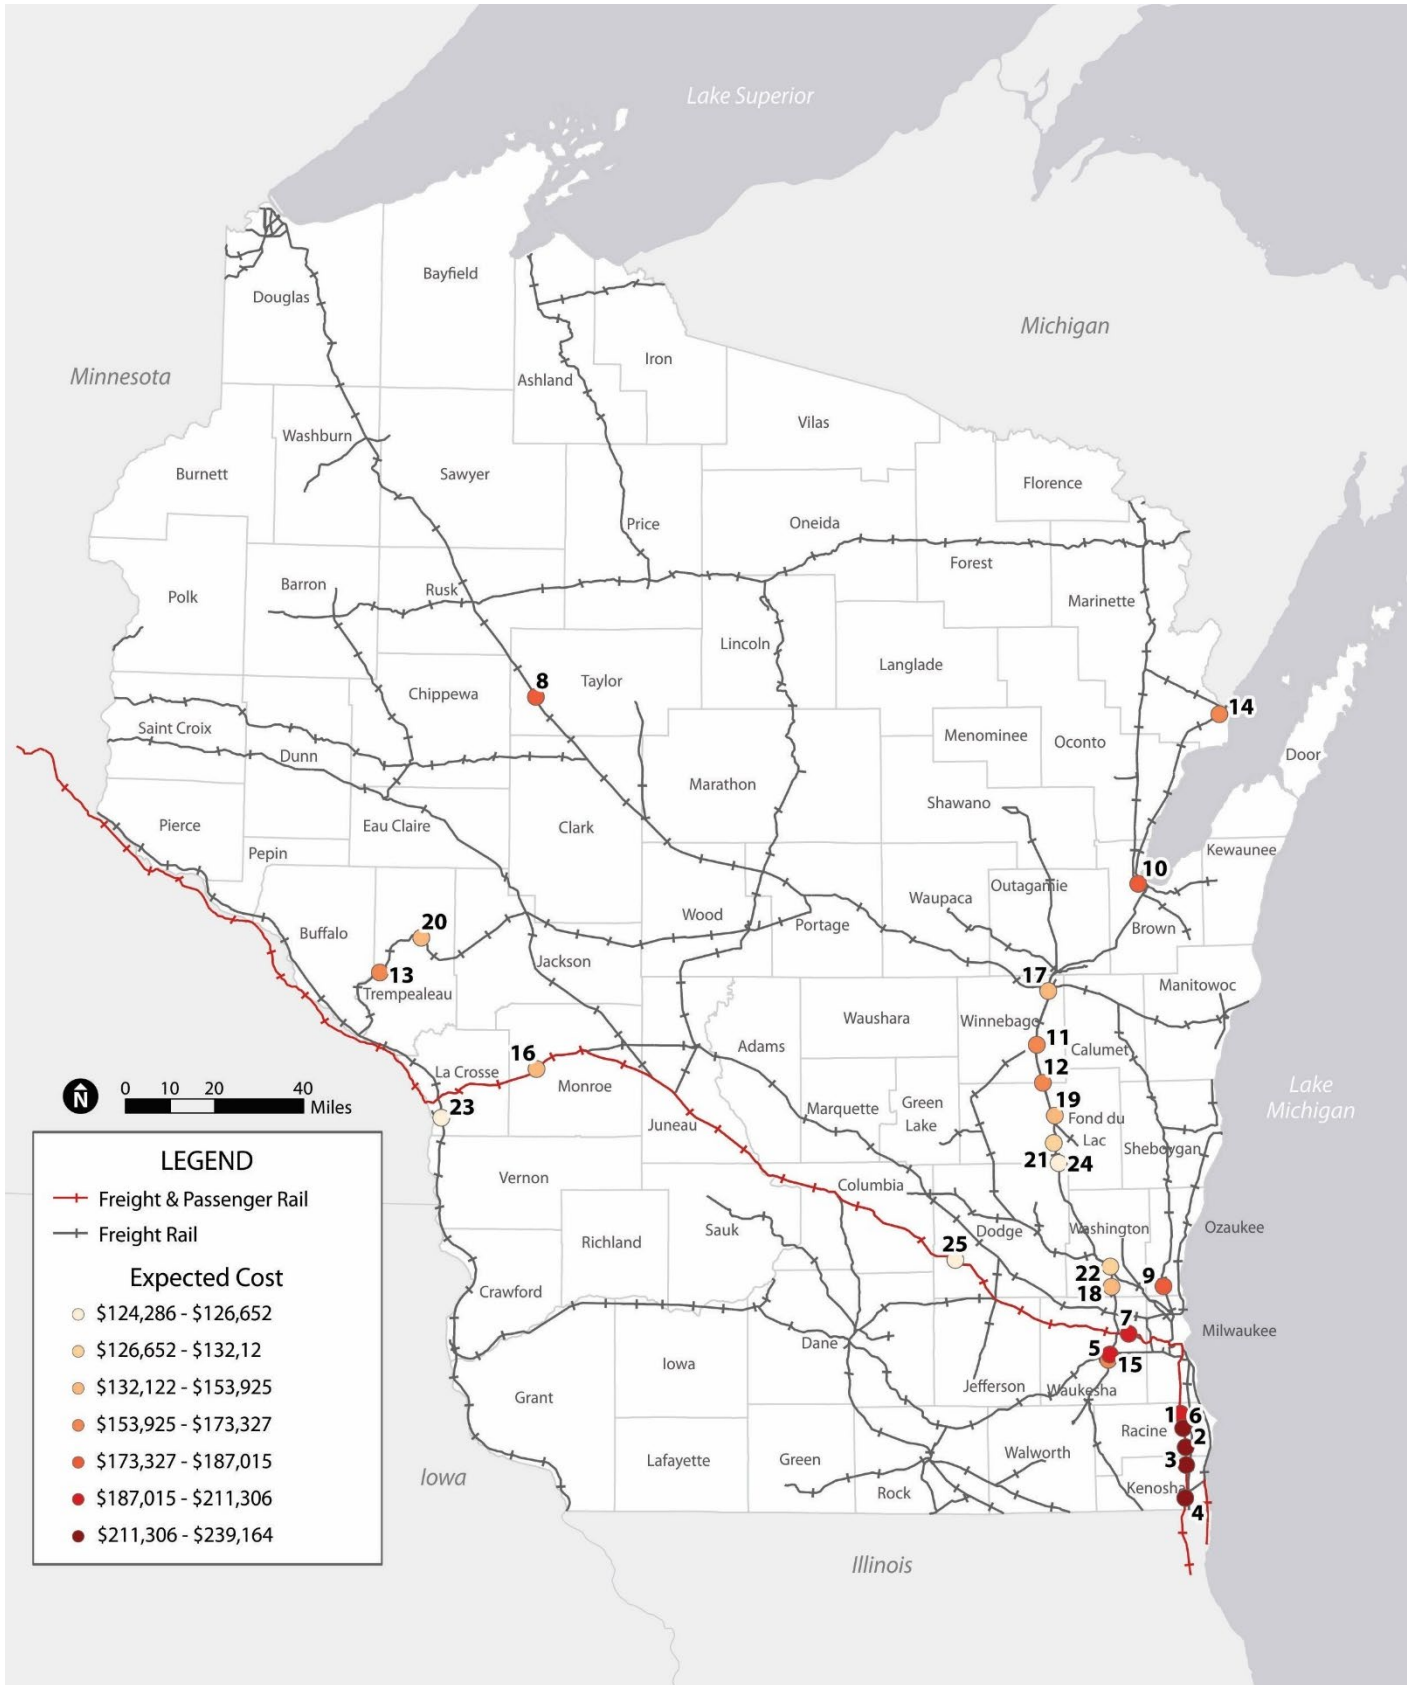 Lake Superior
Bayfield
Douglas
Michigan
Iron
Minnesota
Ashland
Vilas
Washburn
Burnett
Sawyer
Florence
Price
Oneida
Forest
Barron
Rusk
Polk
Marinette
Lincoln
Langlade
8
Taylor
Chippewa
14
Saint Croix
Menominee
Oconto
Dunn
Door
Marathon
Shawano
Pierce
Eau Claire
Clark
Pepin
Kewaunee
10
Outagamie
Waupaca
Wood
20
Portage
Brown
Buffalo
Jackson
13
17
Trempealeau
Manitowoc
Waushara
Winnebago
11
Adams
Calumet
16
La Crosse
12
Monroe
N
0 10 20 40
Miles
Lake
Michigan
23
Marquette
Green
Lake
19
Fond du
Lac
Juneau
Sheboygan
21 24
Vernon
Columbia
LEGEND
Freight & Passenger Rail
Freight Rail
Expected Cost
$124,286 - $126,652
$126,652 - $132,12
$132,122 - $153,925
$153,925 - $173,327
$173,327 - $187,015
$187,015 - $211,306
$211,306 - $239,164
Sauk
Dodge
Washington
Ozaukee
Richland
25
22
9
18
Crawford
7
Milwaukee
Dane
5
15
Iowa
Jefferson
Waukesha
Grant
1 6
Racine
2
3
Walworth
Lafayette
Green
Iowa
Rock
Kenosha
4
Illinois